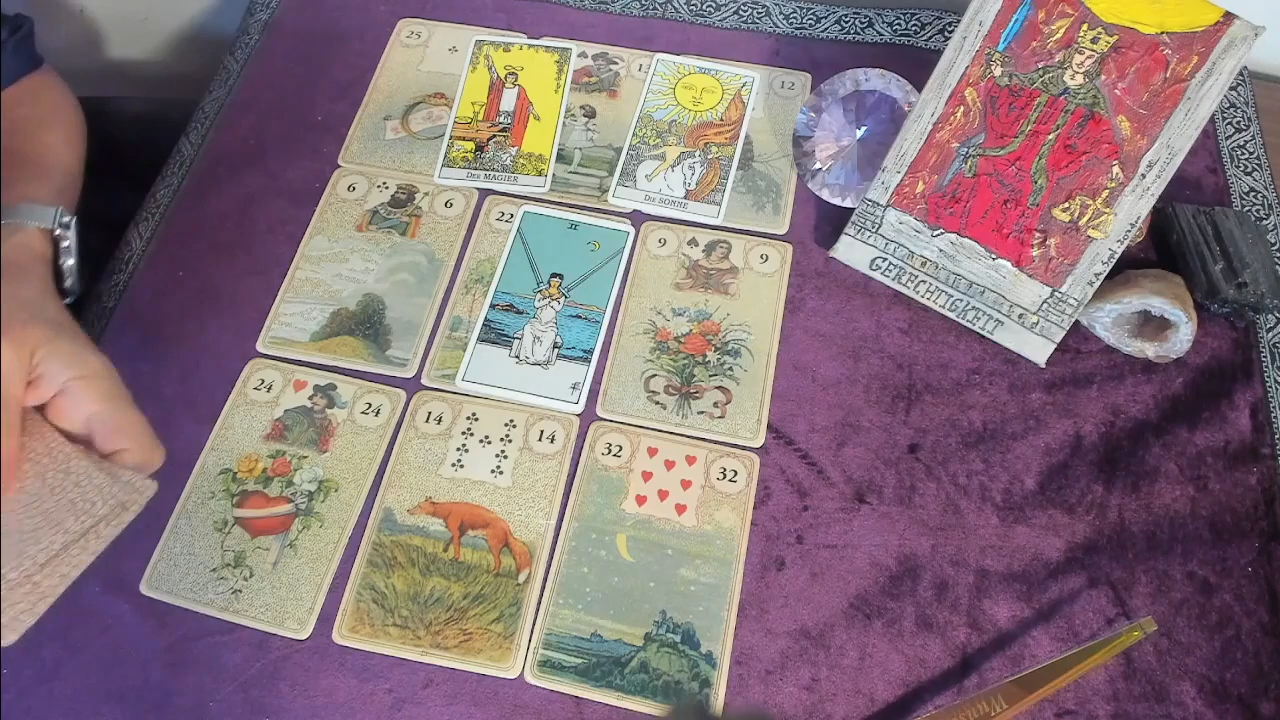 25
I
DER MAGIER
13
DIE SONNE
12
6
6
22
II
9
9
GERECHTIGKEIT
24
24
14
14
32
32